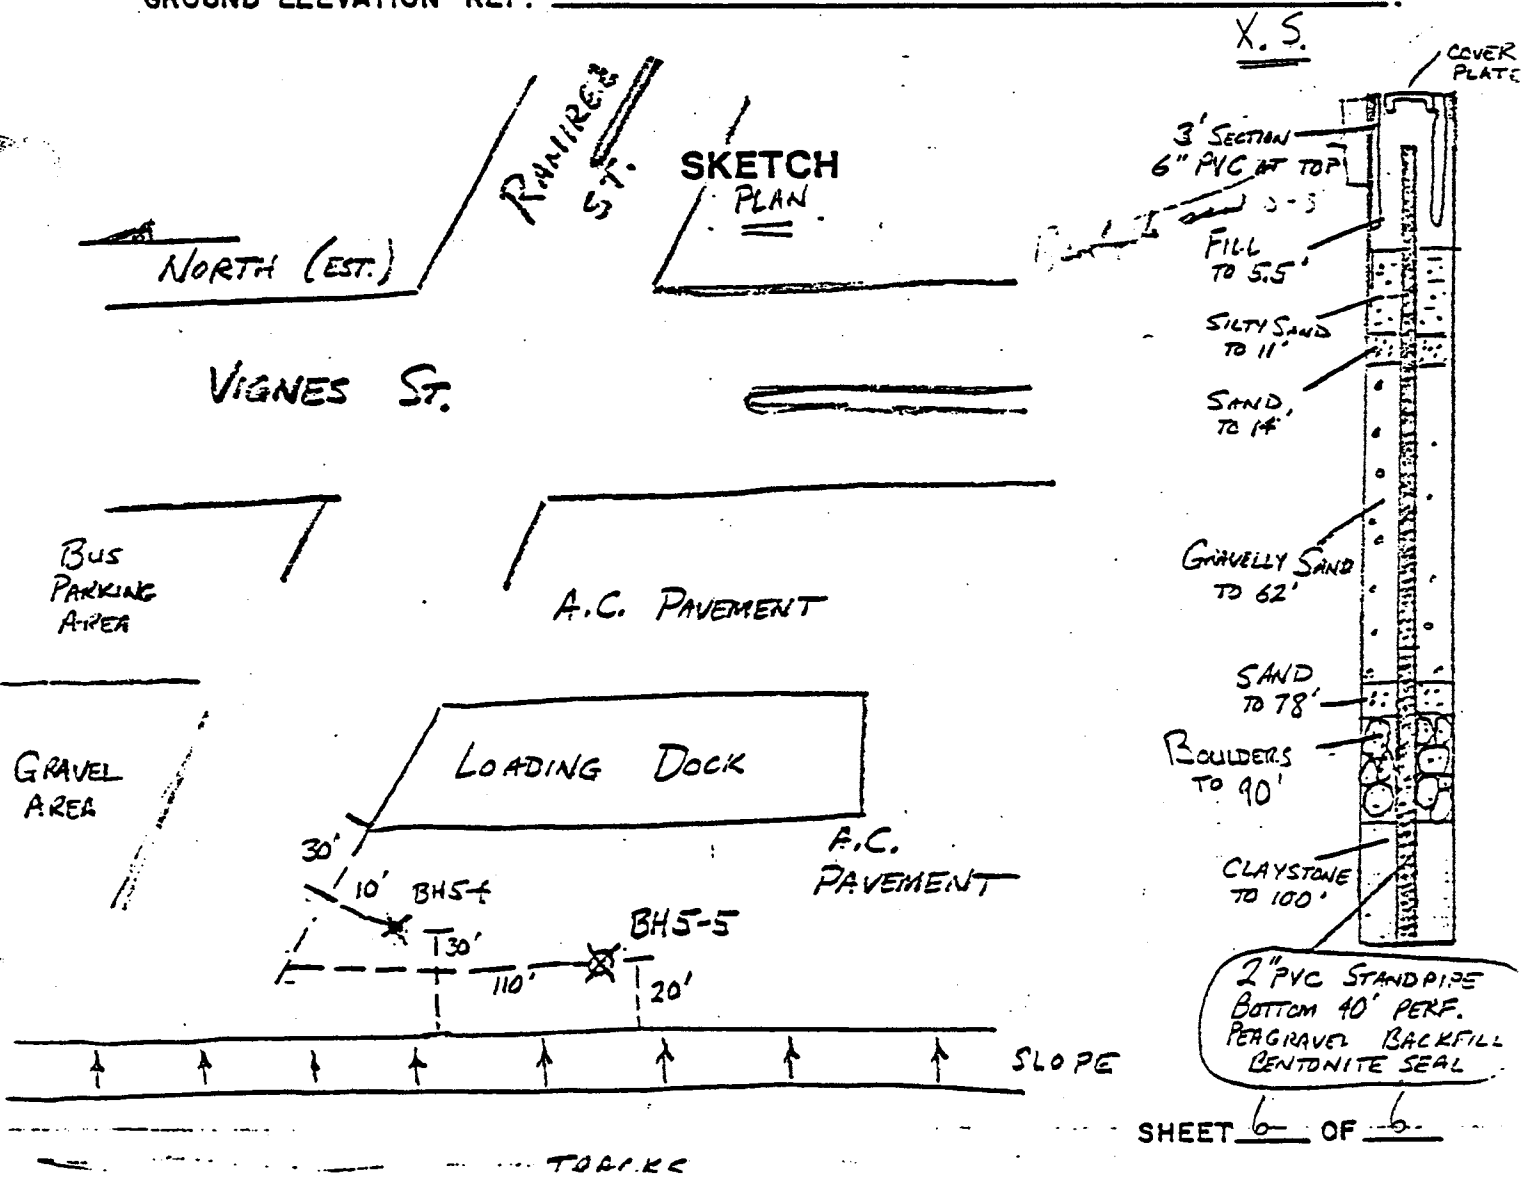 GROUND ELEVATION REF.
X. S.
COVER
PLATE
RAMIREZ
ST.
SKETCH
PLAN
NORTH (EST.)
3' SECTION
6" PVC AT TOP
FILL
TO 5.5'
SILTY SAND
TO 11'
SAND
TO 14'
VIGNES ST.
BUS
PARKING
AREA
A.C. PAVEMENT
GRAVELLY SAND
TO 62'
SAND
TO 78'
BOULDERS
TO 90'
GRAVEL
AREA
LOADING DOCK
30'
10'
BH5-4
30'
A.C.
PAVEMENT
CLAYSTONE
TO 100'
BH5-5
110'
20'
2" PVC STANDPIPE
BOTTOM 40' PERF.
PEAGRAVEL BACKFILL
BENTONITE SEAL
SLOPE
SHEET 6 OF 6
TRACKS